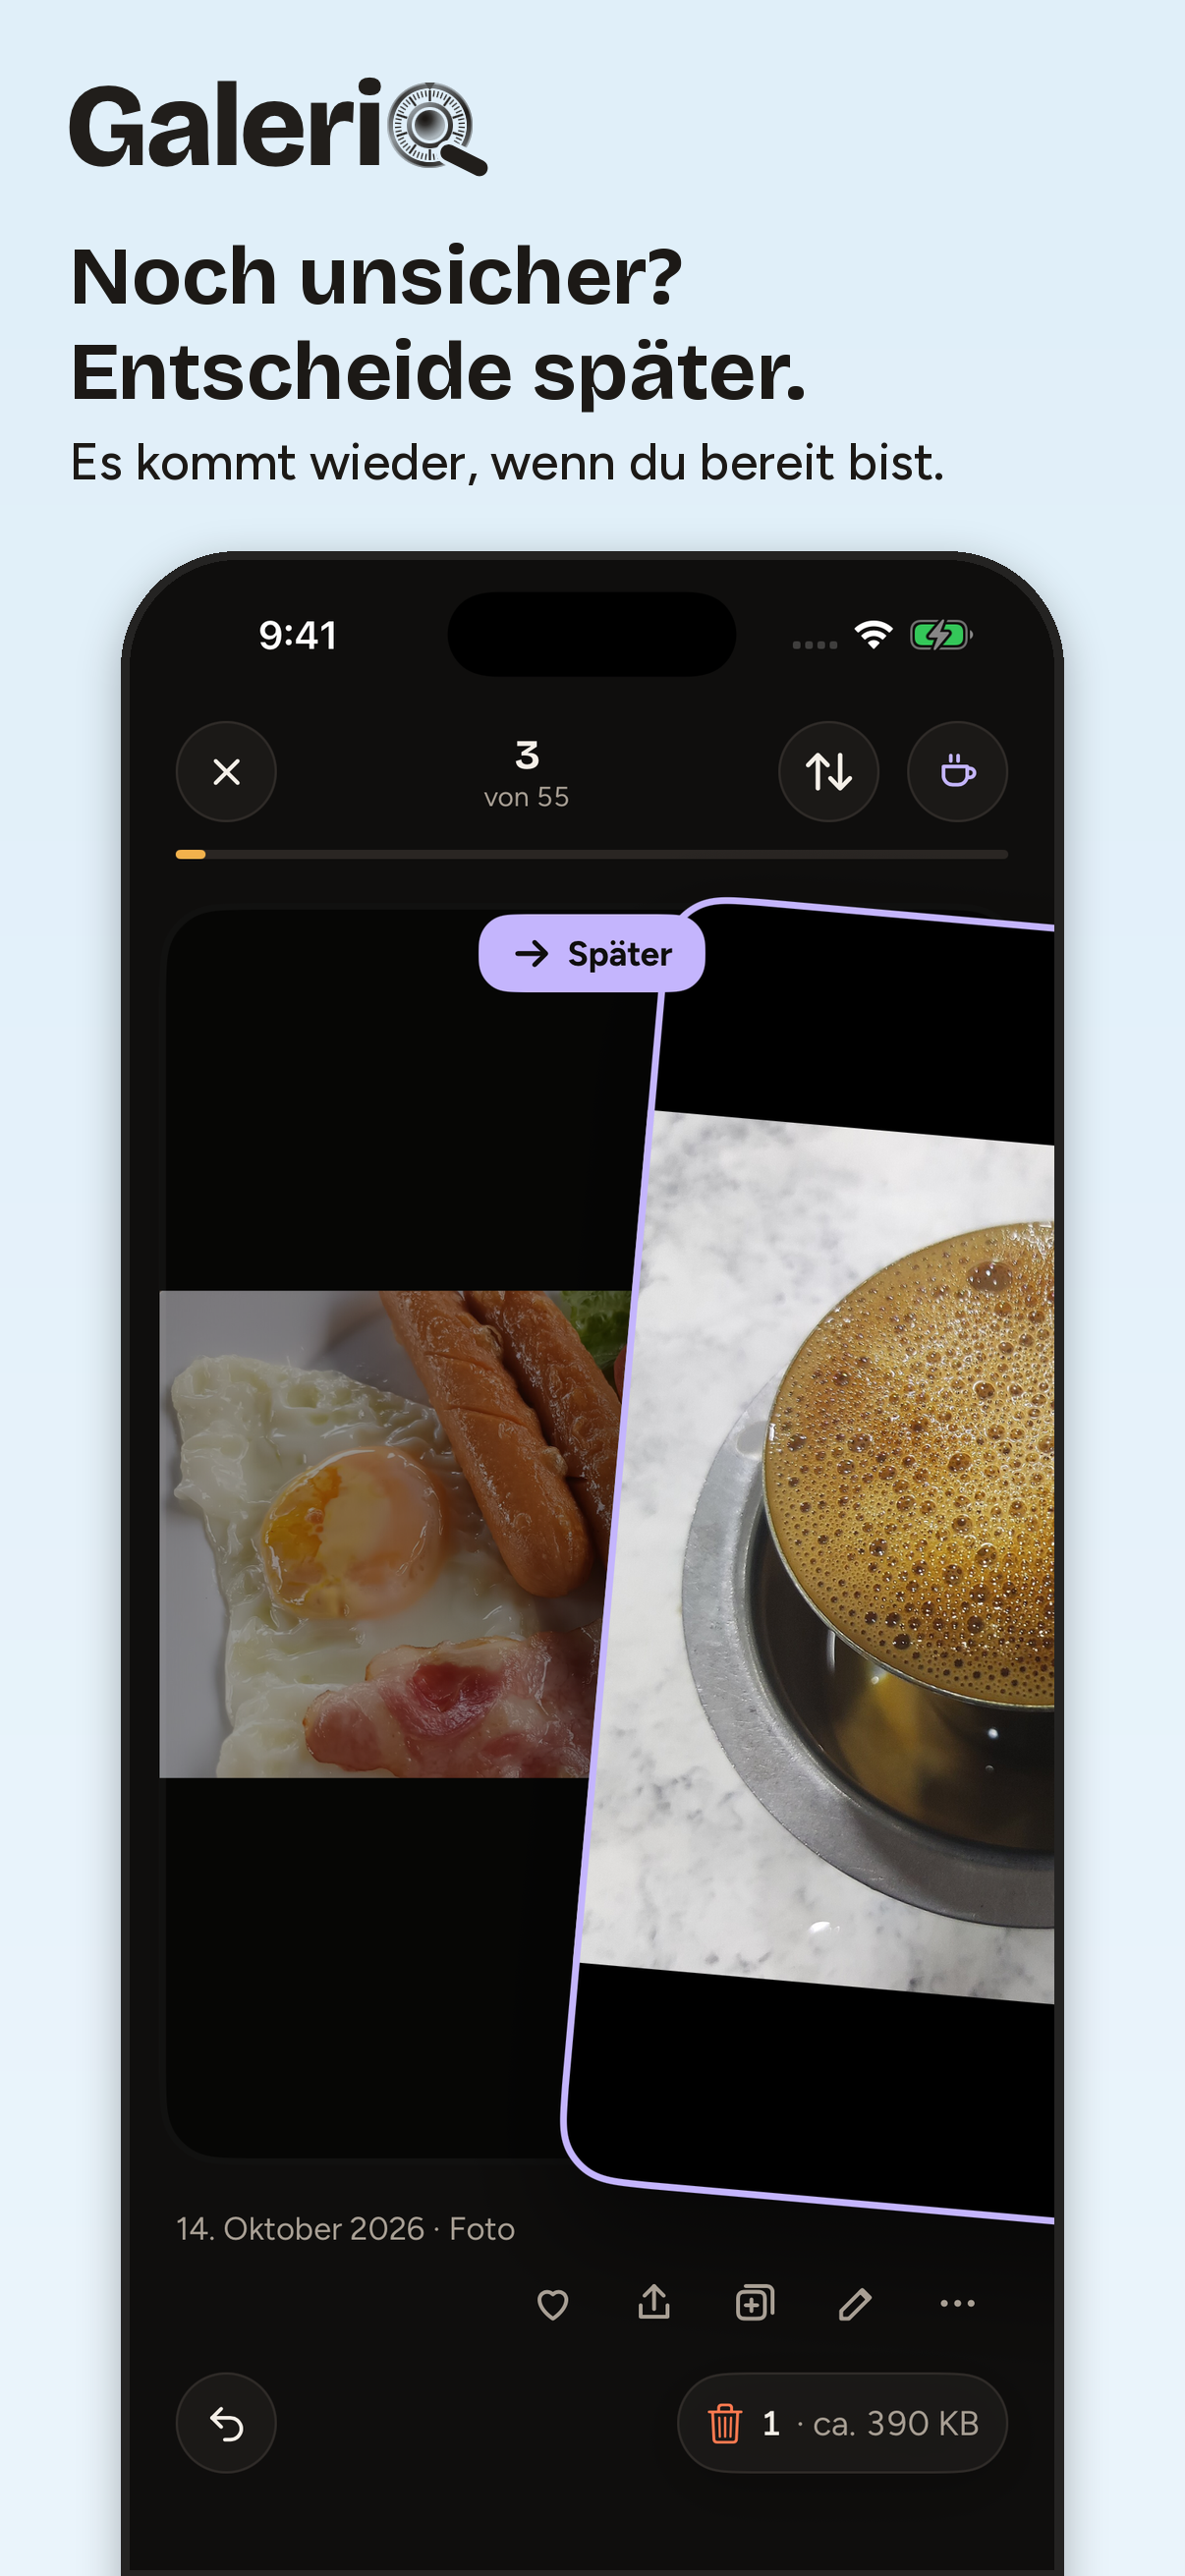 GaleriQ
Noch unsicher?
Entscheide später.
Es kommt wieder, wenn du bereit bist.
9:41
3
von 55
→ Später
14. Oktober 2026 · Foto
1 · ca. 390 KB